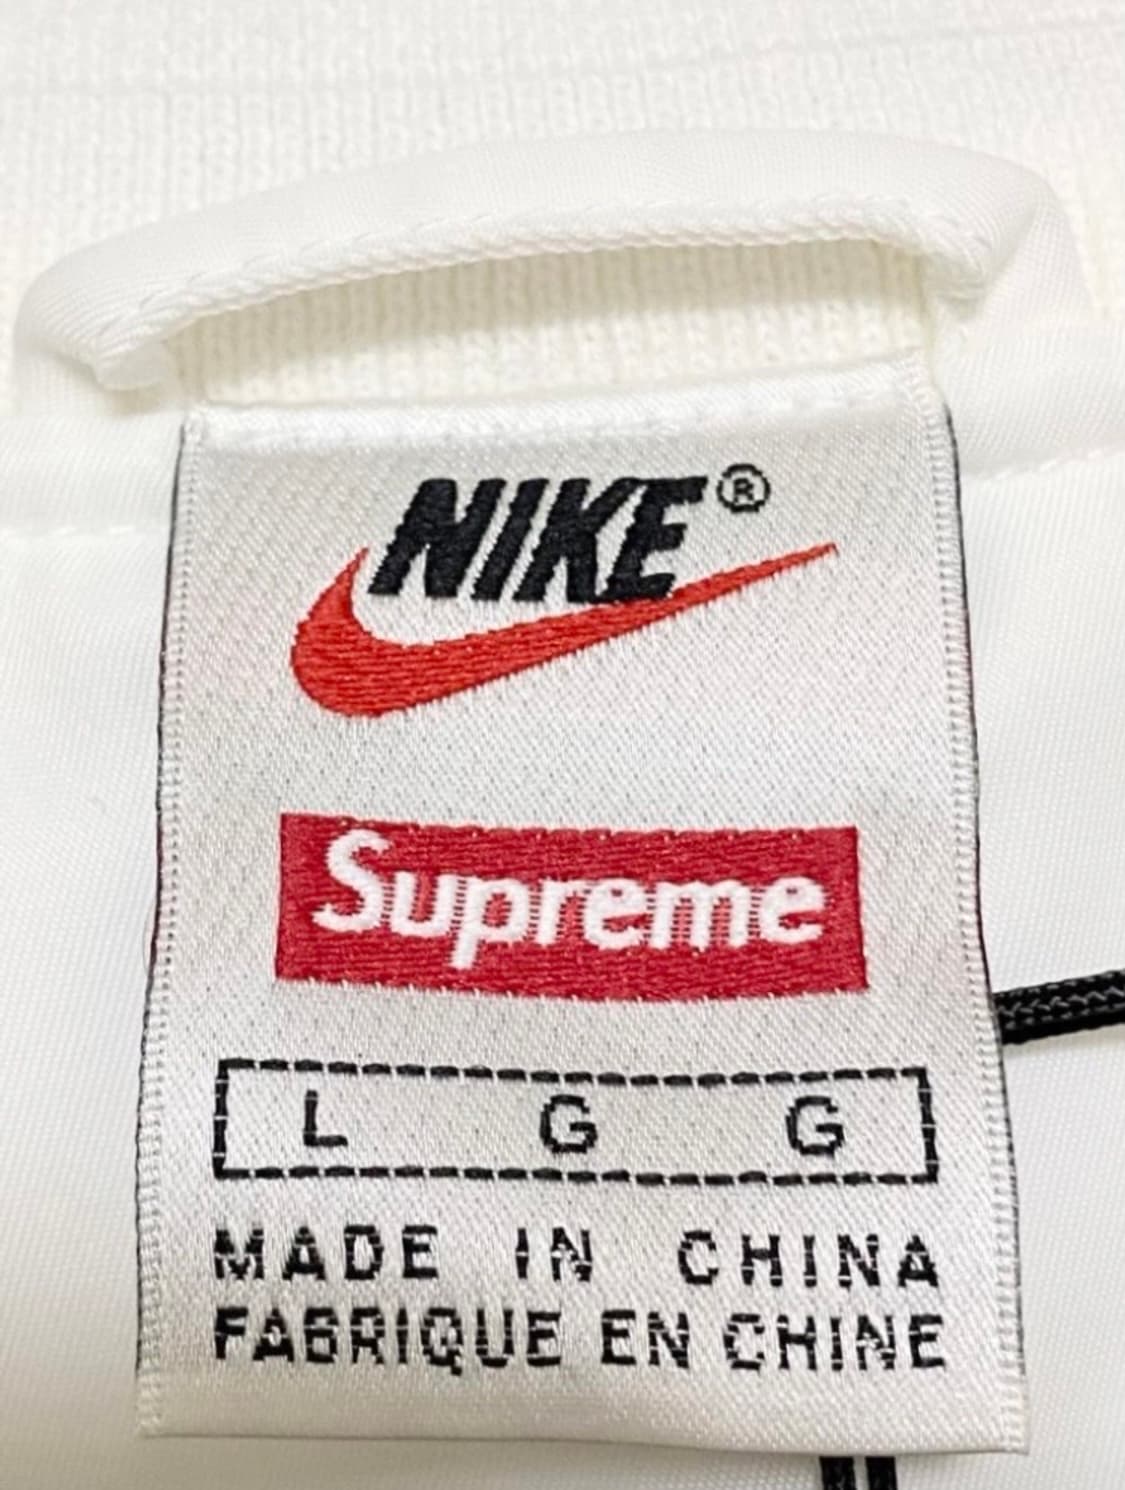 NIKE®
Supreme
L G G
MADE IN CHINA
FABRIQUE EN CHINE